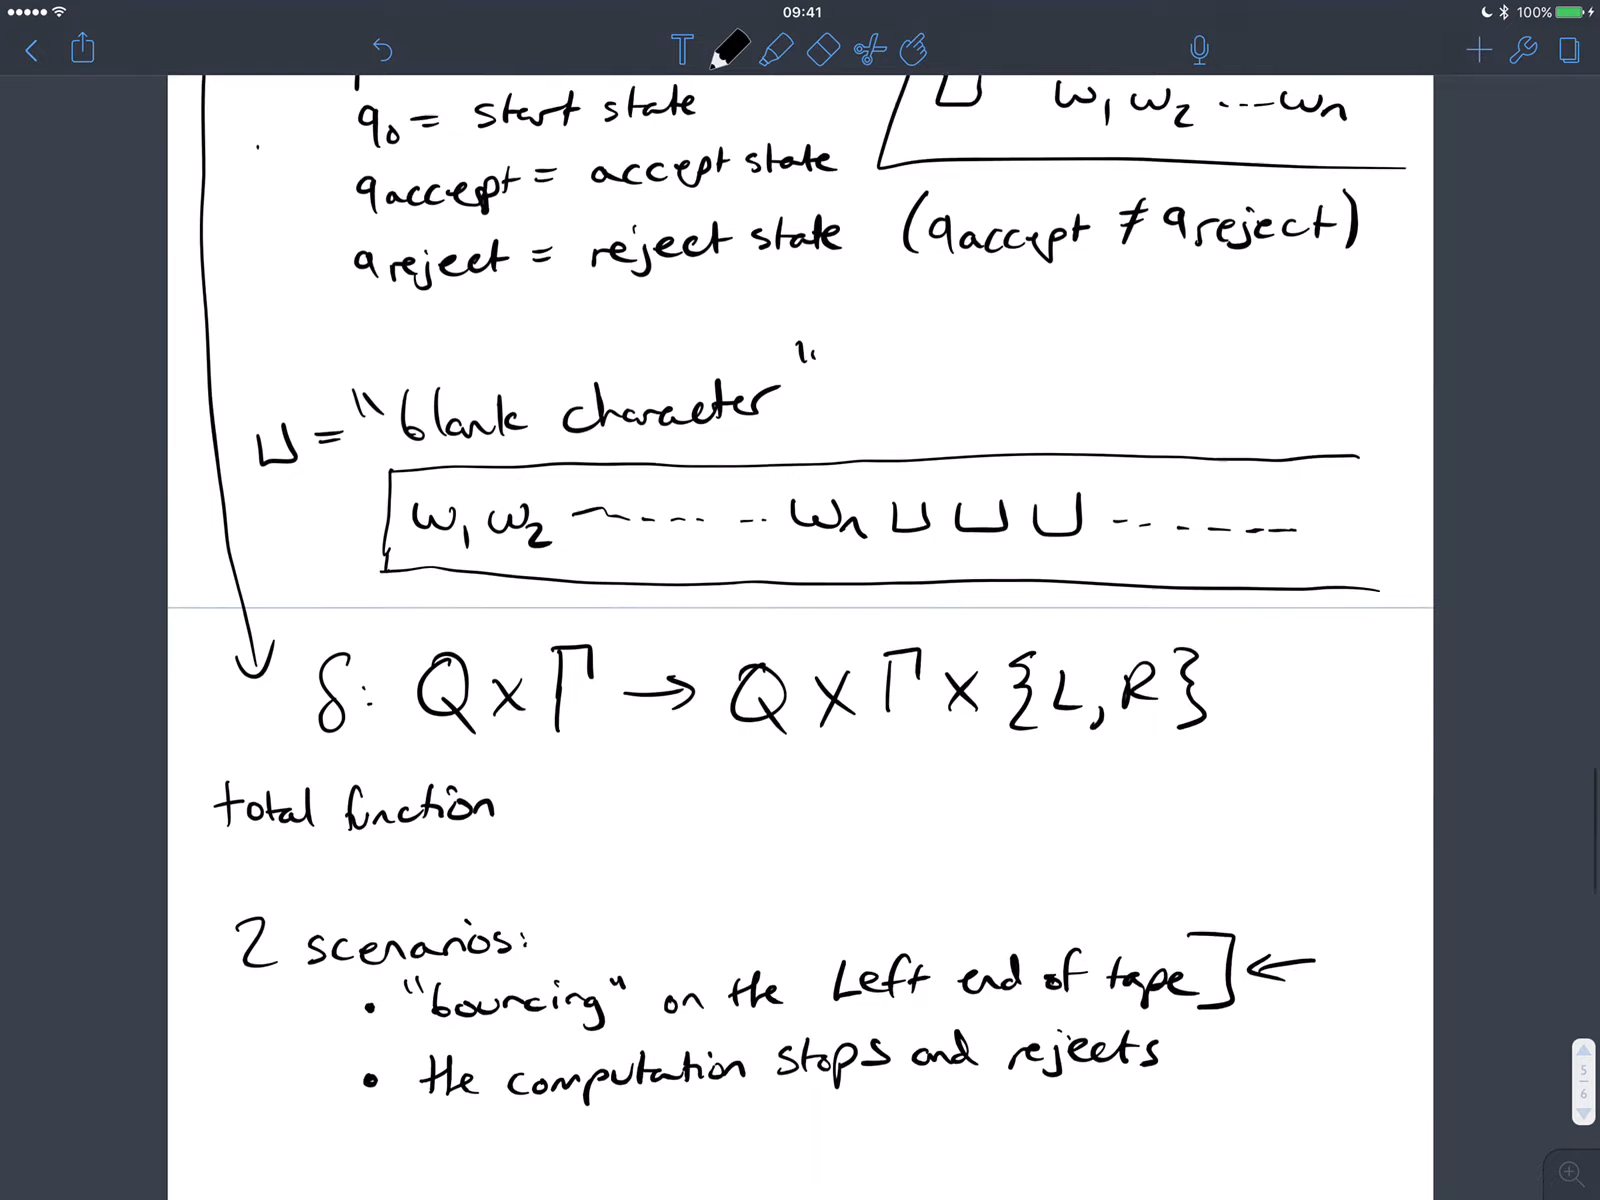 09:41
100%
T
q0 = start state
⊔ w1 w2 ...wn
qaccept = accept state
qreject = reject state (qaccept ≠ qreject)
⊔ = "blank character"
w1 w2 ........ wn ⊔ ⊔ ⊔ ......
δ: Q × Γ → Q × Γ × {L, R}
total function
2 scenarios:
• "bouncing" on the Left end of tape] ←
• the computation stops and rejects
5
6